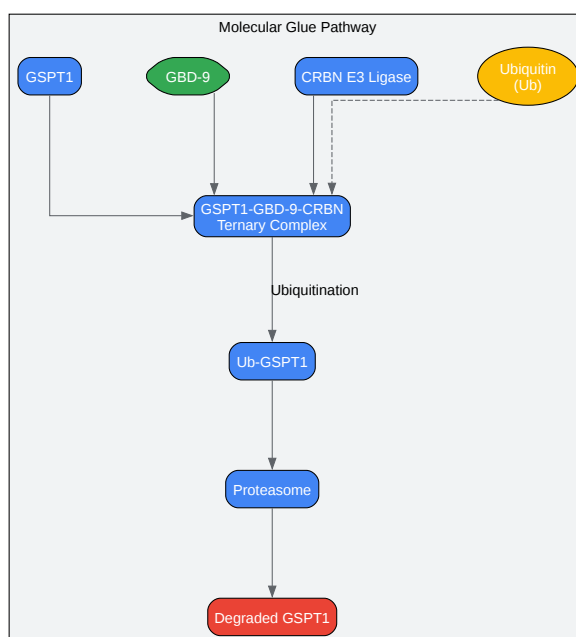 Molecular Glue Pathway
GSPT1
GBD-9
CRBN E3 Ligase
Ubiquitin
(Ub)
GSPT1-GBD-9-CRBN
Ternary Complex
Ubiquitination
Ub-GSPT1
Proteasome
Degraded GSPT1